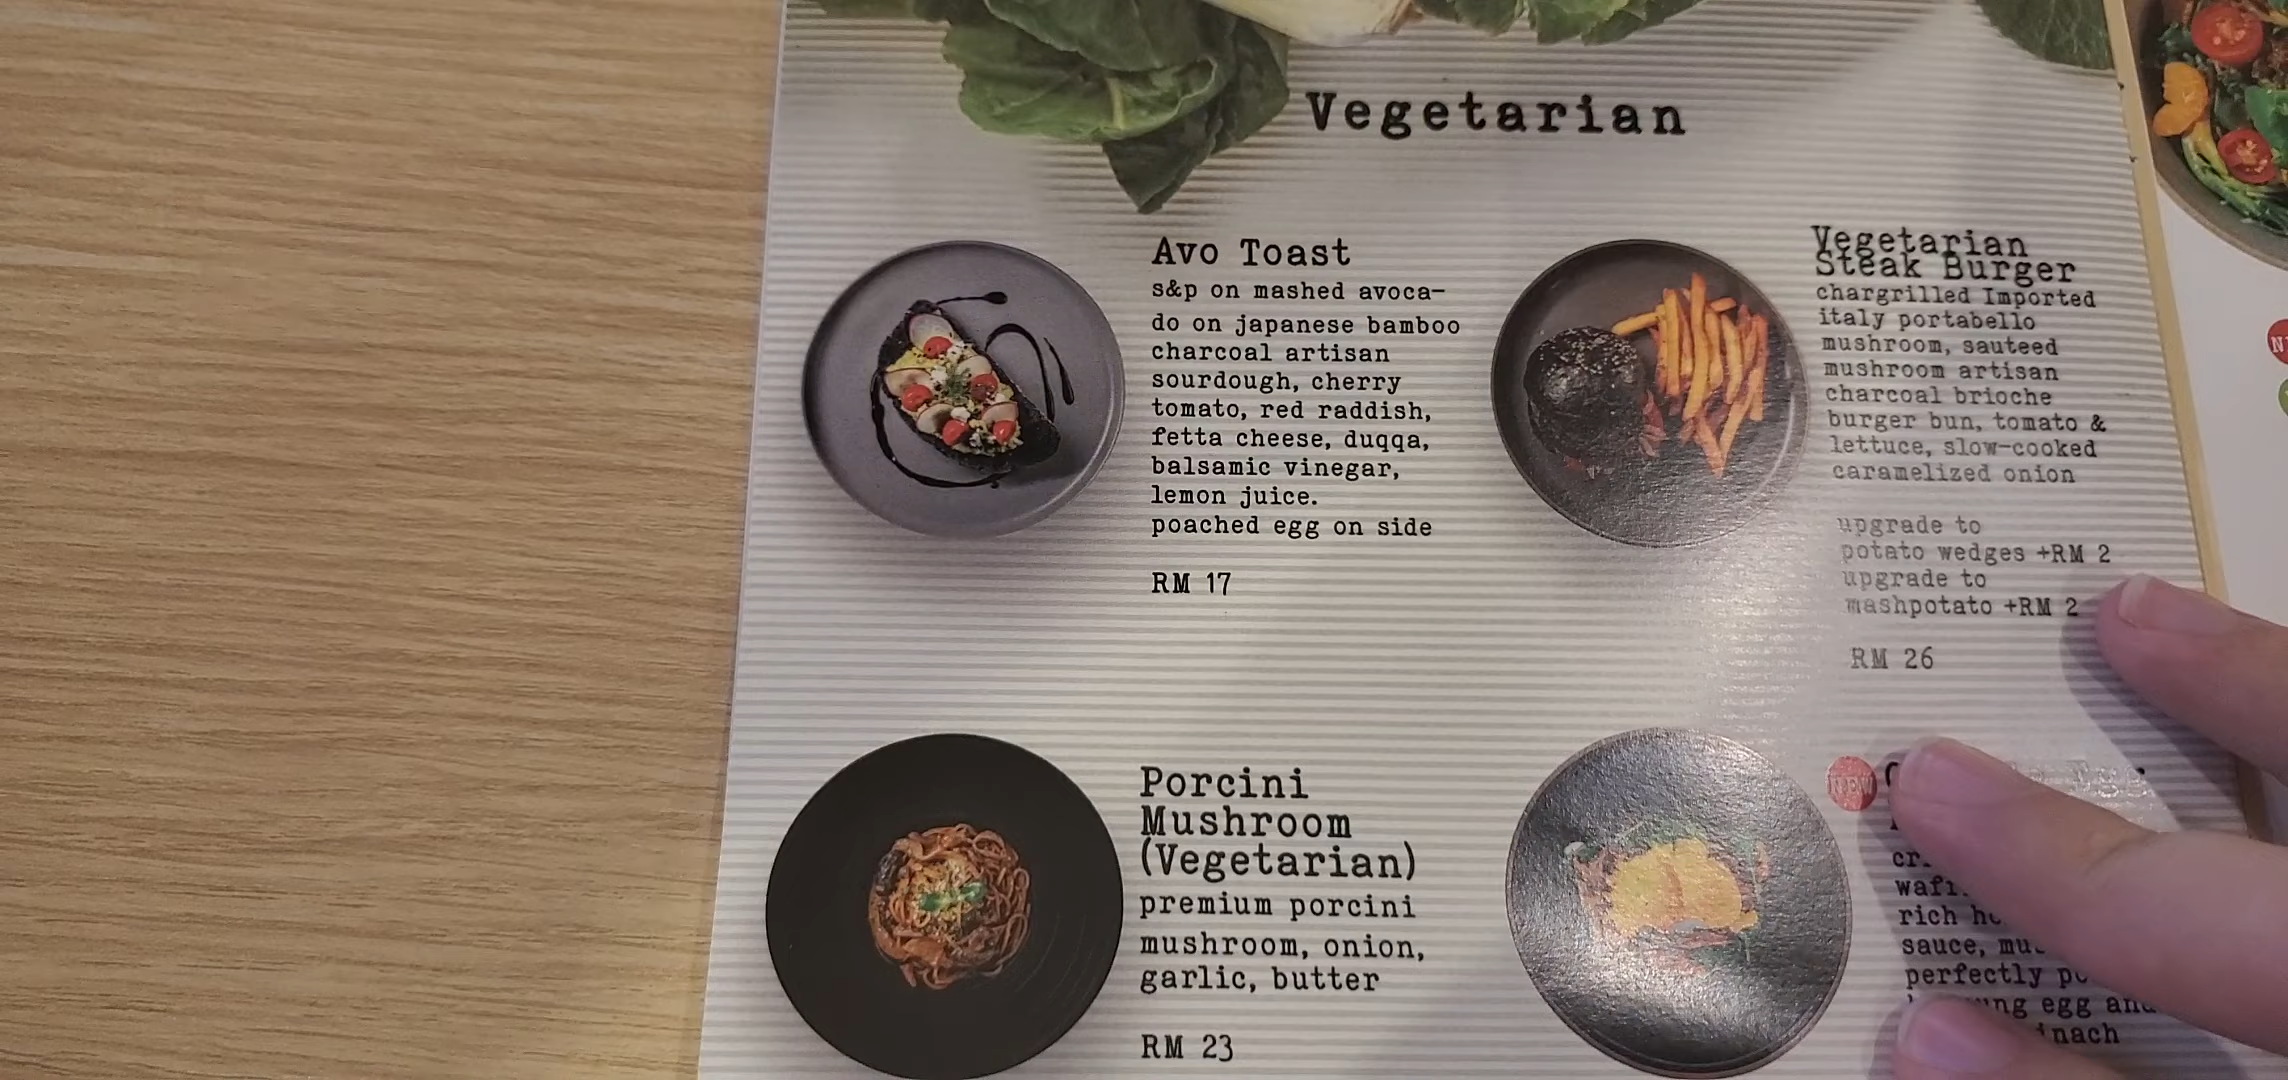 Vegetarian
Avo Toast
s&p on mashed avoca-
do on japanese bamboo
charcoal artisan
sourdough, cherry
tomato, red raddish,
fetta cheese, duqqa,
balsamic vinegar,
lemon juice.
poached egg on side
RM 17
Vegetarian
Steak Burger
chargrilled Imported
italy portabello
mushroom, sauteed
mushroom artisan
charcoal brioche
burger bun, tomato &
lettuce, slow-cooked
caramelized onion
upgrade to
potato wedges +RM 2
upgrade to
mashpotato +RM 2
RM 26
Porcini
Mushroom
(Vegetarian)
premium porcini
mushroom, onion,
garlic, butter
RM 23
NEW
rich
sauce,
perfectly
egg